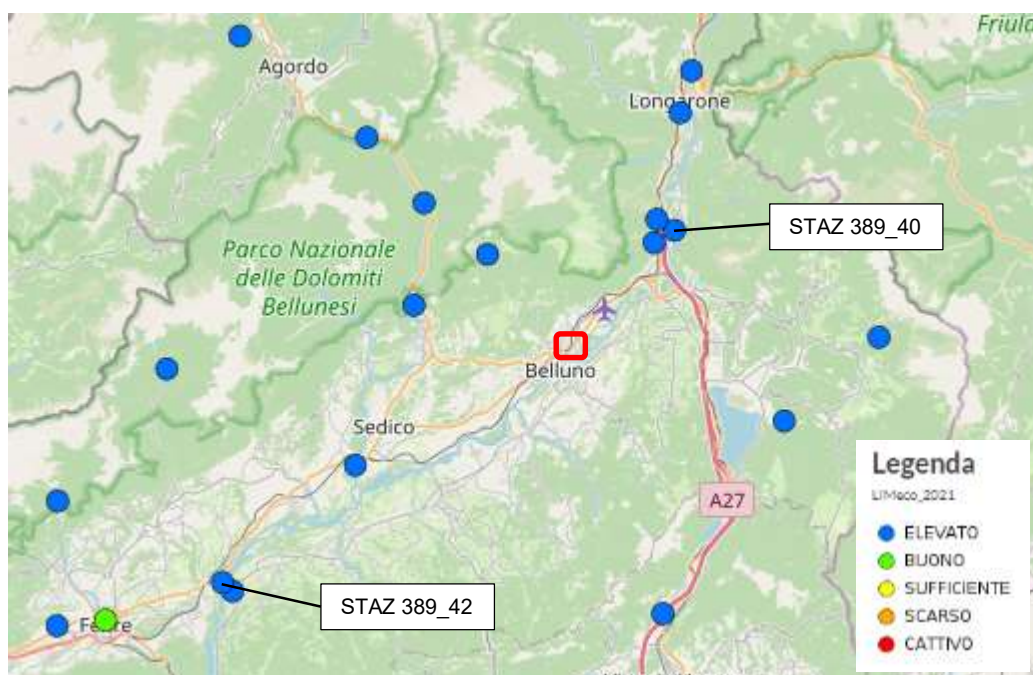 Friula
Agordo
Longarone
STAZ 389_40
Parco Nazionale
delle Dolomiti
Bellunesi
Belluno
Sedico
Legenda
LIMeco_2021
A27
ELEVATO
BUONO
SUFFICIENTE
SCARSO
CATTIVO
STAZ 389_42
Feltre